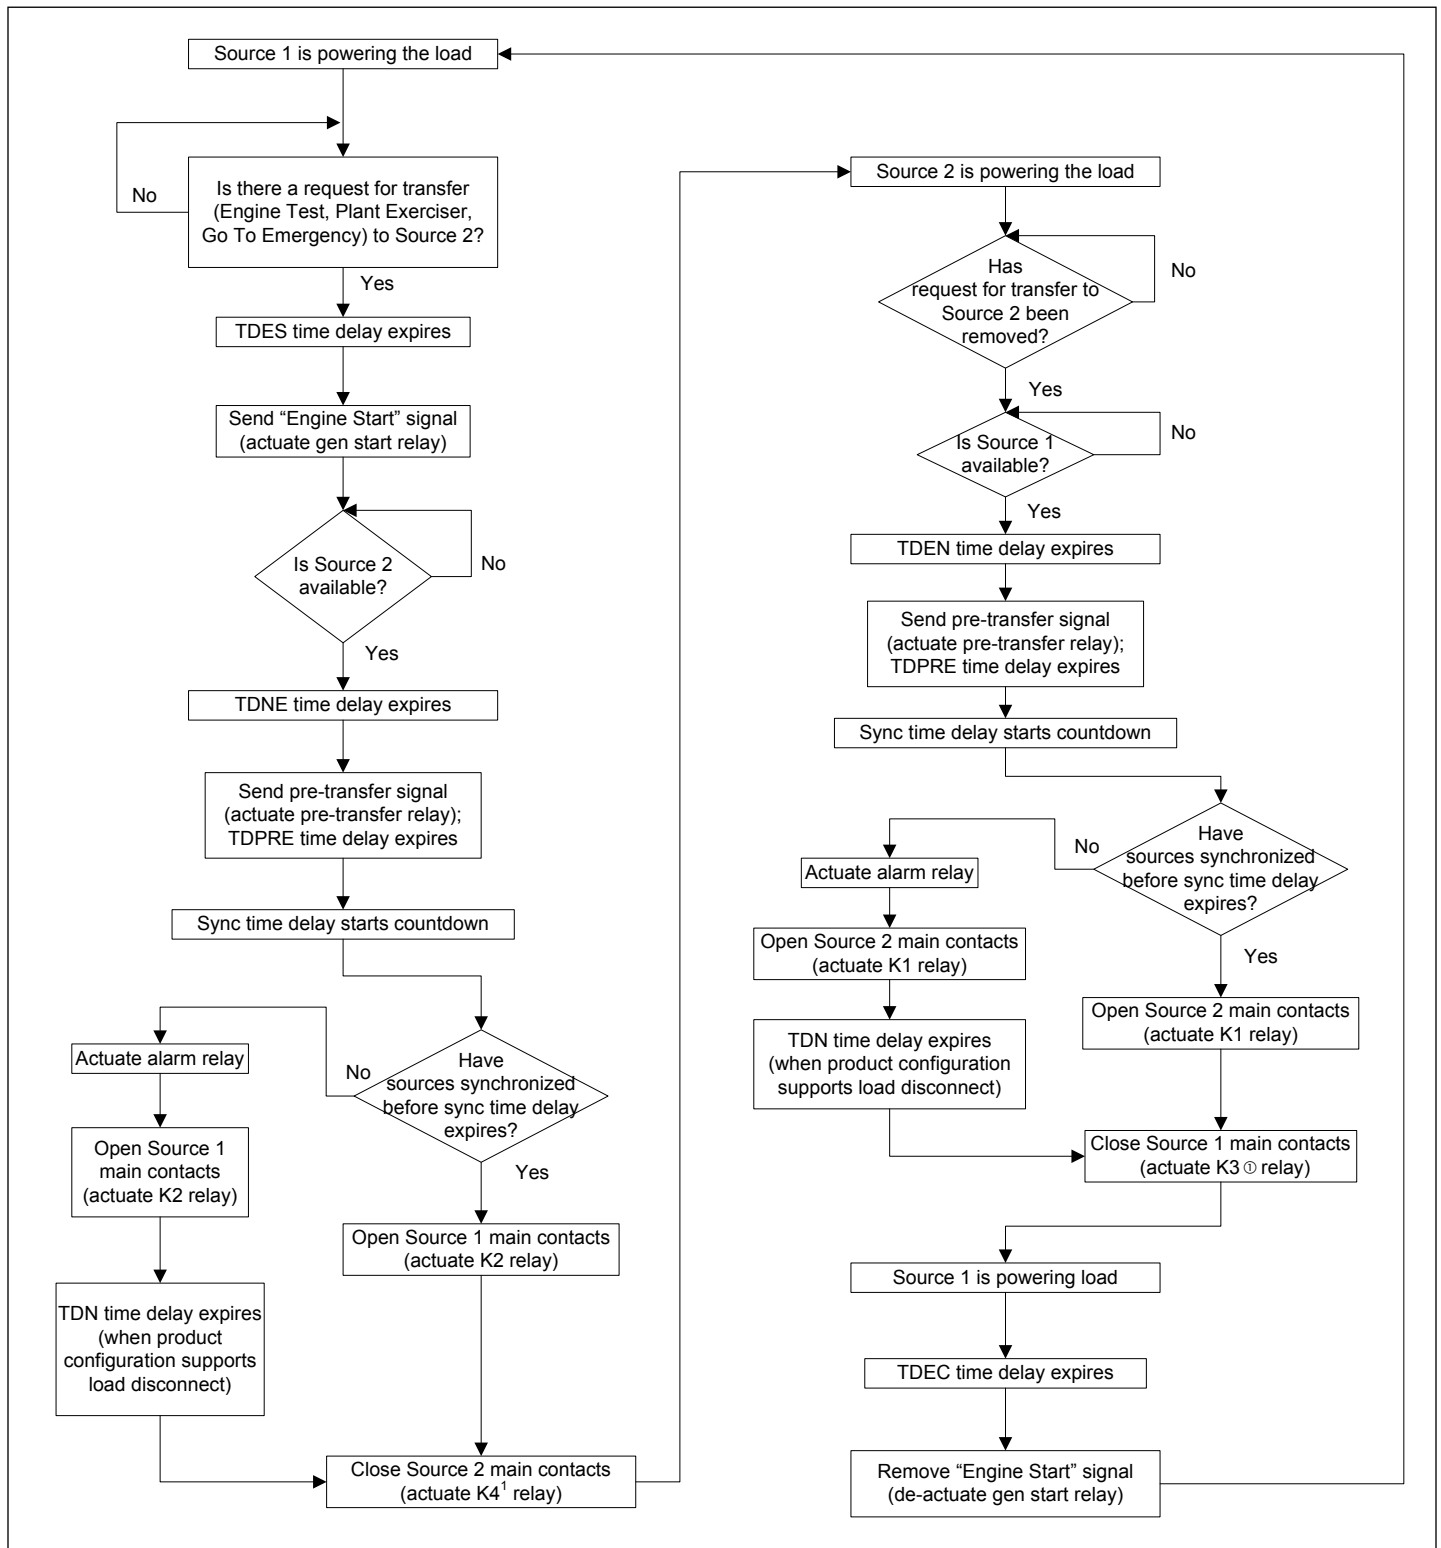 Source 1 is powering the load
No
Is there a request for transfer
(Engine Test, Plant Exerciser,
Go To Emergency) to Source 2?
Yes
TDES time delay expires
Send “Engine Start” signal
(actuate gen start relay)
Is Source 2
available?
No
Yes
TDNE time delay expires
Send pre-transfer signal
(actuate pre-transfer relay);
TDPRE time delay expires
Sync time delay starts countdown
Have
sources synchronized
before sync time delay
expires?
No
Actuate alarm relay
Open Source 1
main contacts
(actuate K2 relay)
TDN time delay expires
(when product
configuration supports
load disconnect)
Yes
Open Source 1 main contacts
(actuate K2 relay)
Close Source 2 main contacts
(actuate K4¹ relay)
Source 2 is powering the load
Has
request for transfer to
Source 2 been
removed?
No
Yes
Is Source 1
available?
No
Yes
TDEN time delay expires
Send pre-transfer signal
(actuate pre-transfer relay);
TDPRE time delay expires
Sync time delay starts countdown
Have
sources synchronized
before sync time delay
expires?
No
Actuate alarm relay
Open Source 2 main contacts
(actuate K1 relay)
TDN time delay expires
(when product configuration
supports load disconnect)
Yes
Open Source 2 main contacts
(actuate K1 relay)
Close Source 1 main contacts
(actuate K3 ① relay)
Source 1 is powering load
TDEC time delay expires
Remove “Engine Start” signal
(de-actuate gen start relay)